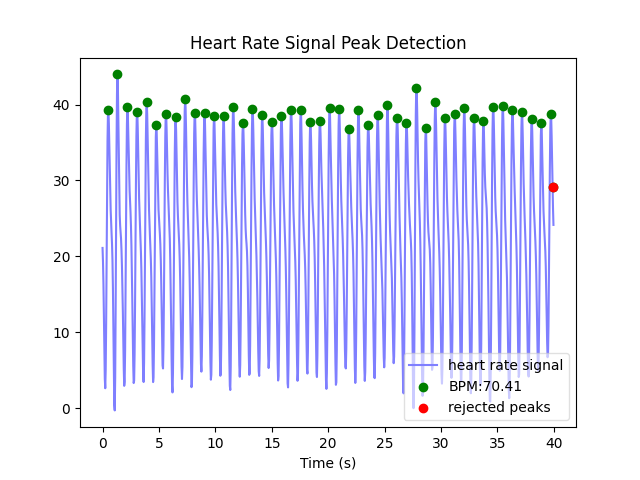 Heart Rate Signal Peak Detection
40
30
20
10
0
heart rate signal
BPM:70.41
rejected peaks
0 5 10 15 20 25 30 35 40
Time (s)